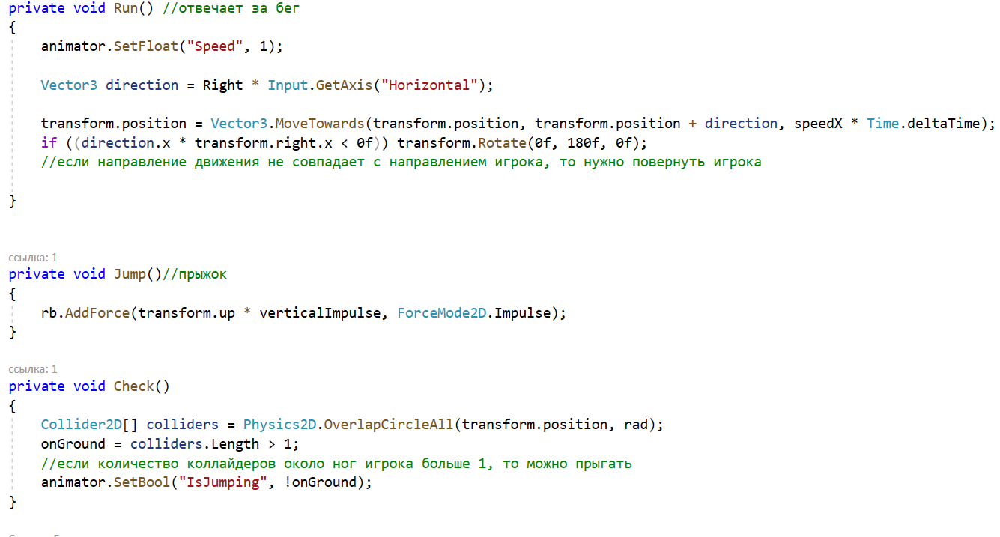 private void Run() //отвечает за бег
{
animator.SetFloat("Speed", 1);
Vector3 direction = Right * Input.GetAxis("Horizontal");
transform.position = Vector3.MoveTowards(transform.position, transform.position + direction, speedX * Time.deltaTime);
if ((direction.x * transform.right.x < 0f)) transform.Rotate(0f, 180f, 0f);
//если направление движения не совпадает с направлением игрока, то нужно повернуть игрока
}
ссылка: 1
private void Jump()//прыжок
{
rb.AddForce(transform.up * verticalImpulse, ForceMode2D.Impulse);
}
ссылка: 1
private void Check()
{
Collider2D[] colliders = Physics2D.OverlapCircleAll(transform.position, rad);
onGround = colliders.Length > 1;
//если количество коллайдеров около ног игрока больше 1, то можно прыгать
animator.SetBool("IsJumping", !onGround);
}